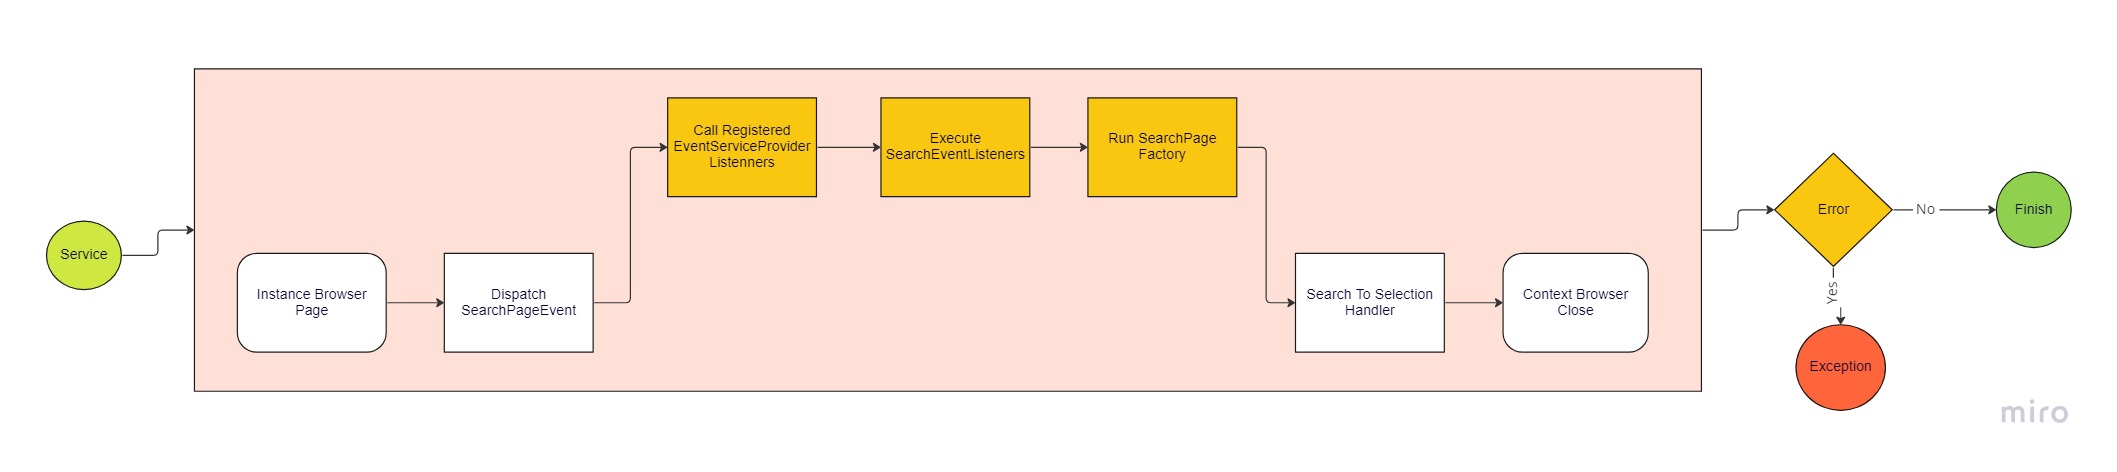 Service
Instance Browser
Page
Dispatch
SearchPageEvent
Call Registered
EventServiceProvider
Listenners
Execute
SearchEventListeners
Run SearchPage
Factory
Search To Selection
Handler
Context Browser
Close
Error
No
Finish
Yes
Exception
miro